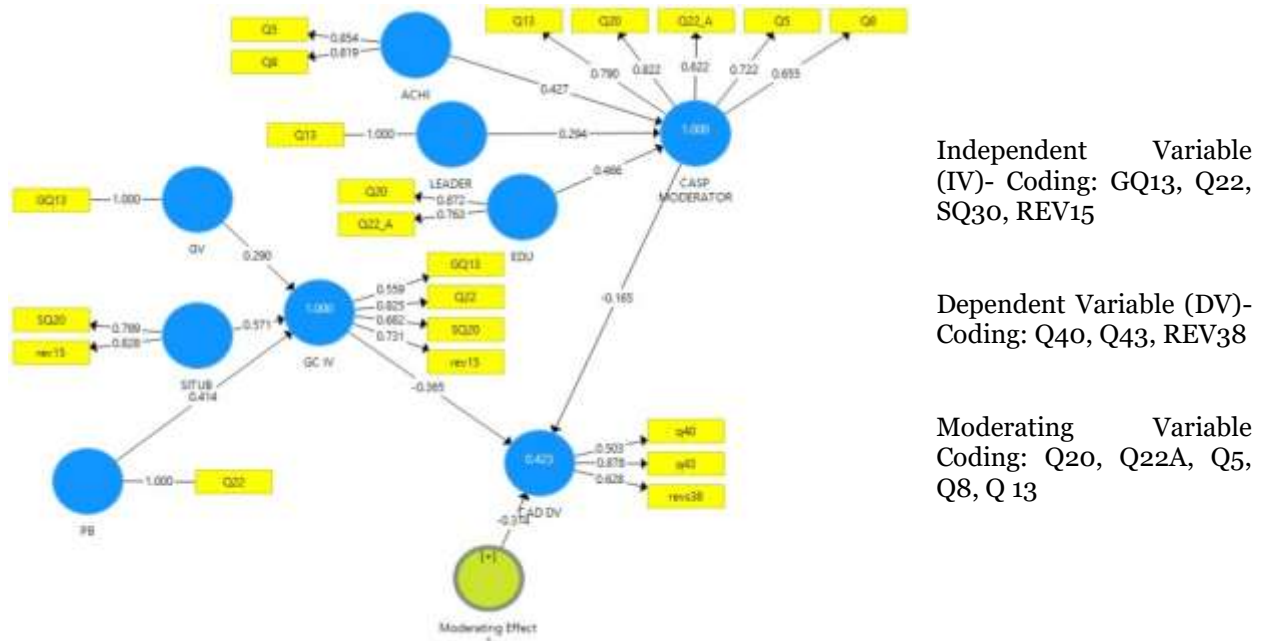 Q5
Q8
0.854
0.819
ACHI
0.427
Q13
Q20
Q22_A
Q5
Q8
0.790
0.822
0.622
0.722
0.653
Q13
1.000
LEADER
0.294
1.000
CASP
MODERATOR
Q20
Q22_A
0.872
0.763
EDU
0.466
GQ13
1.000
GV
0.290
SQ20
rev15
0.789
0.828
SITUB
0.571
1.000
GC IV
GQ13
Q22
SQ20
rev15
0.559
0.825
0.682
0.731
0.414
PB
1.000
Q22
-0.365
-0.165
0.423
CAD DV
q40
q43
revs38
0.503
0.878
0.628
-0.314
[+]
Moderating Effect
Independent Variable
(IV)- Coding: GQ13, Q22,
SQ30, REV15
Dependent Variable (DV)-
Coding: Q40, Q43, REV38
Moderating Variable
Coding: Q20, Q22A, Q5,
Q8, Q 13